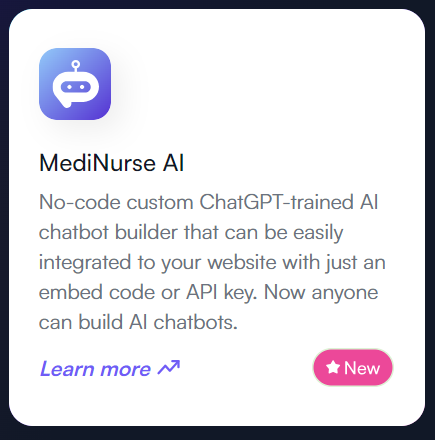 MediNurse AI
No-code custom ChatGPT-trained AI
chatbot builder that can be easily
integrated to your website with just an
embed code or API key. Now anyone
can build AI chatbots.
Learn more
New